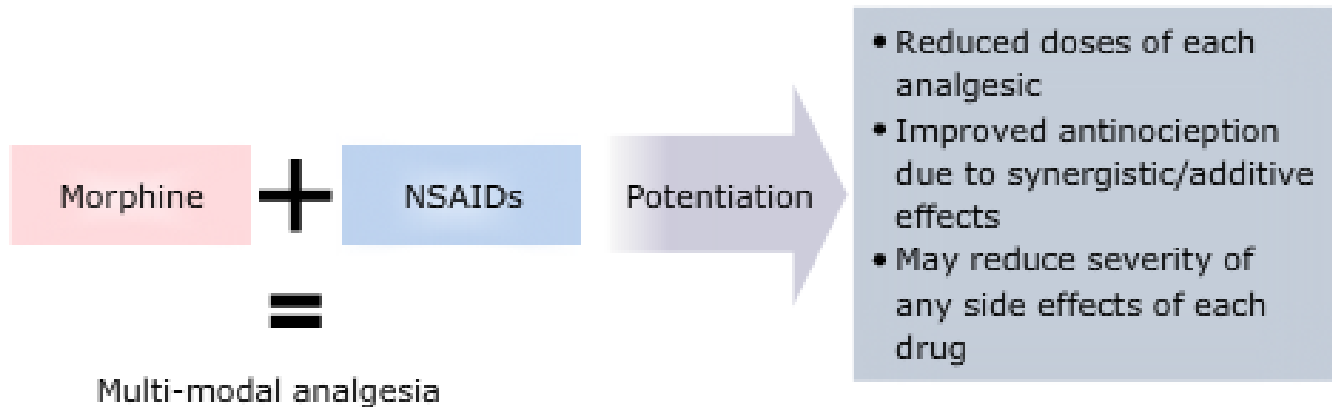 Morphine
+
NSAIDs
=
Multi-modal analgesia
Potentiation
• Reduced doses of each
analgesic
• Improved antinocieption
due to synergistic/additive
effects
• May reduce severity of
any side effects of each
drug